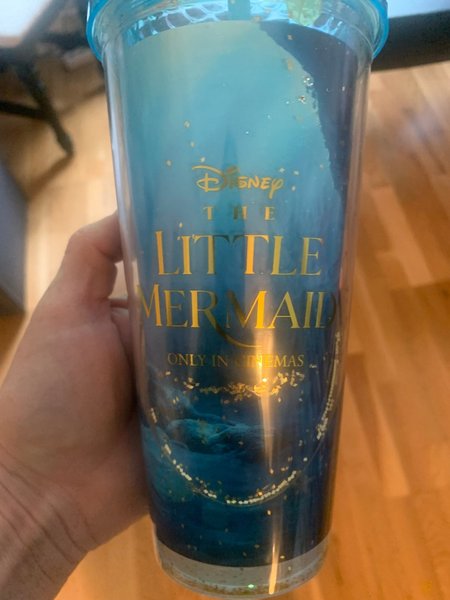 Disney
THE
LITTLE
MERMAID
ONLY IN CINEMAS